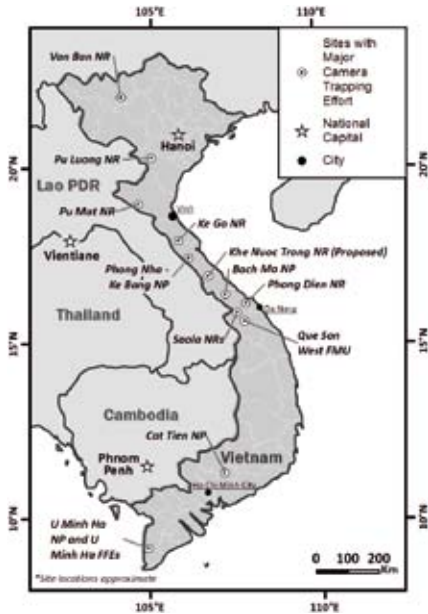 105°E
110°E
Sites with
Major
Camera
Trapping
Effort
National
Capital
City
Van Ban NR
Hanoi
20°N
20°N
Pu Luong NR
Lao PDR
Pu Mat NR
Vinh
Ke Go NR
Vientiane
Khe Nuoc Trong NR (Proposed)
Phong Nha -
Ke Bang NP
Bach Ma NP
Phong Dien NR
Da Nang
Thailand
Saola NRs
Que Son
West FMU
15°N
15°N
Cambodia
Cat Tien NP
Vietnam
Phnom
Penh
Ho Chi Minh City
10°N
10°N
U Minh Ha
NP and U
Minh Ha FFEs
0 100 200
Km
*Site locations approximate
105°E
110°E